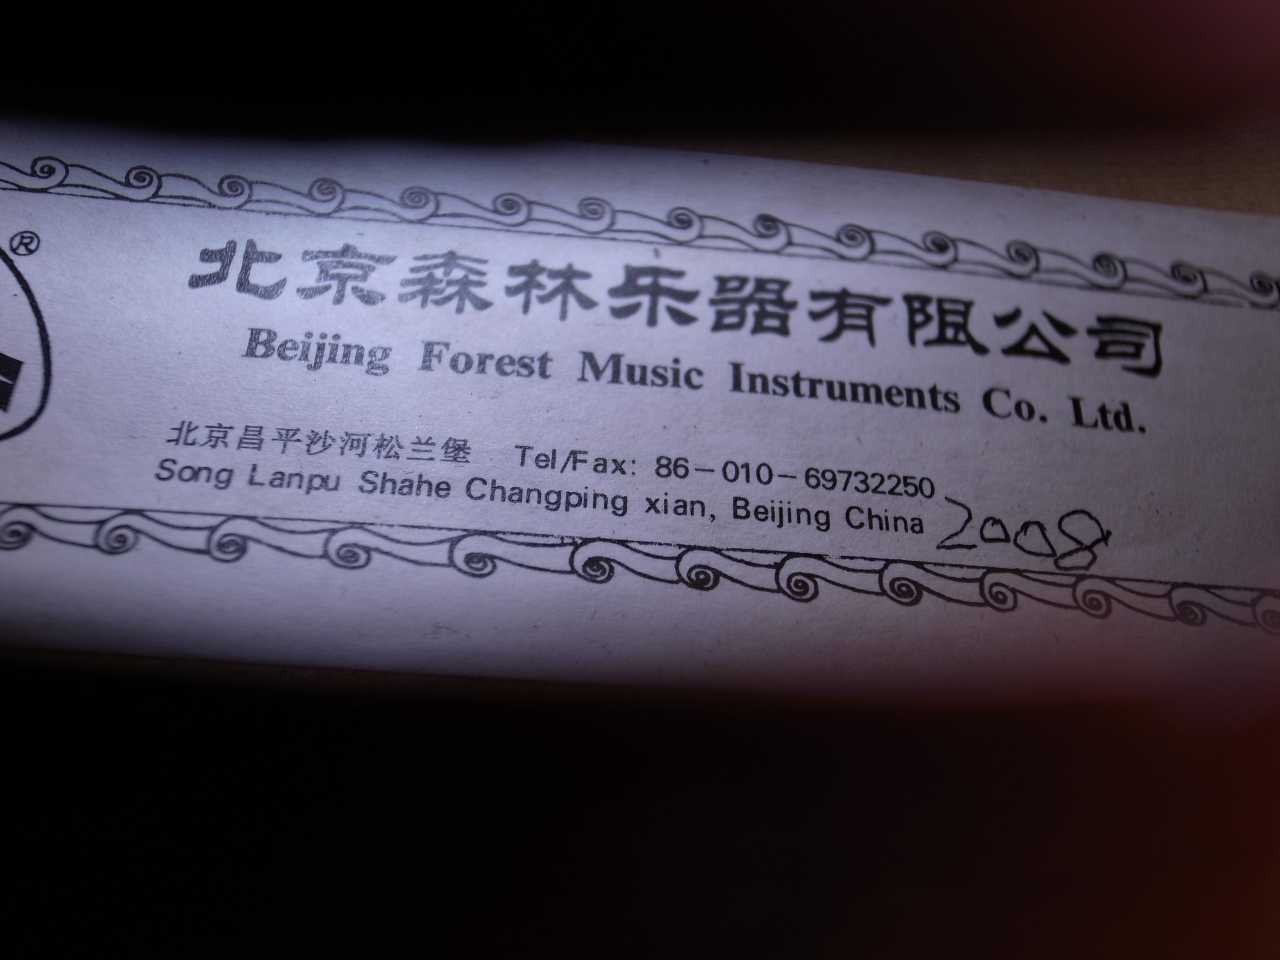 ®
北京森林乐器有限公司
Beijing Forest Music Instruments Co. Ltd.
北京昌平沙河松兰堡 Tel/Fax: 86-010-69732250
Song Lanpu Shahe Changping xian, Beijing China 2008